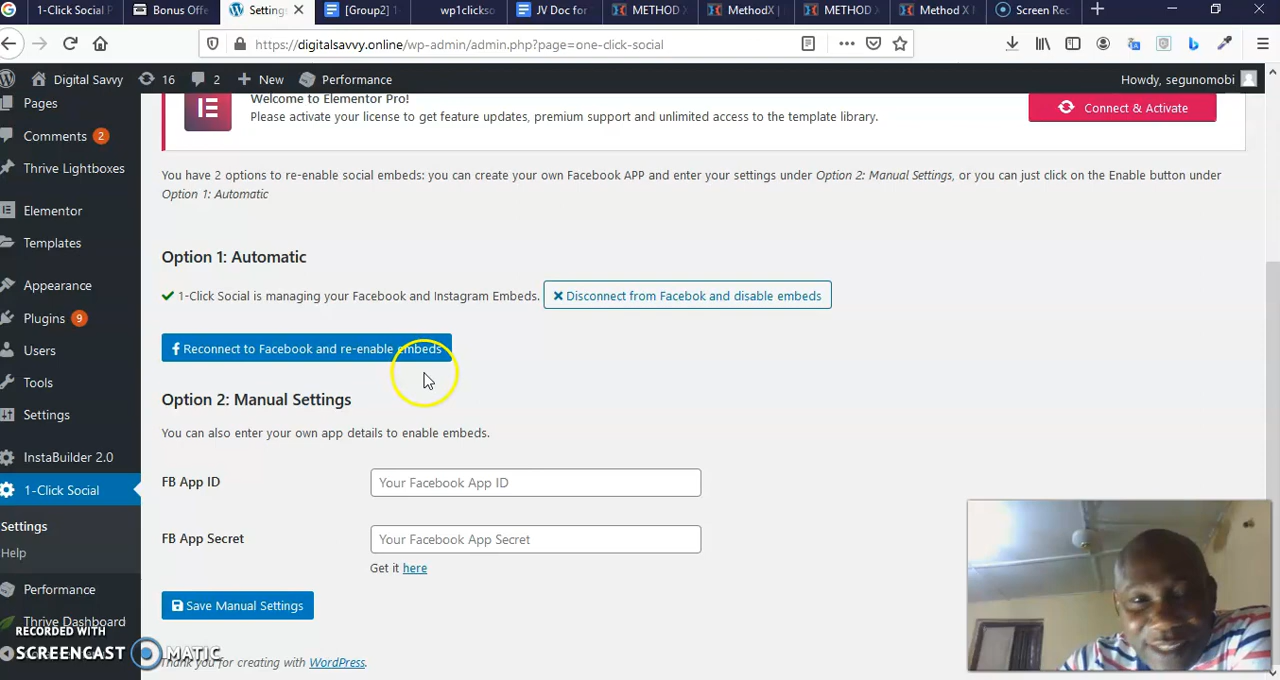 1-Click Social P
Bonus Offe
Settings
[Group2] 1
wp1clickso
JV Doc for
METHOD X
MethodX |
METHOD X
Method X M
Screen Rec
https://digitalsavvy.online/wp-admin/admin.php?page=one-click-social
Digital Savvy 16 2 New Performance Howdy, segunomobi
Pages
Comments 2
Thrive Lightboxes
Elementor
Templates
Appearance
Plugins 9
Users
Tools
Settings
InstaBuilder 2.0
1-Click Social
Settings
Help
Performance
Thrive Dashboard
Welcome to Elementor Pro!
Please activate your license to get feature updates, premium support and unlimited access to the template library.
Connect & Activate
You have 2 options to re-enable social embeds: you can create your own Facebook APP and enter your settings under Option 2: Manual Settings, or you can just click on the Enable button under
Option 1: Automatic
Option 1: Automatic
1-Click Social is managing your Facebook and Instagram Embeds. Disconnect from Facebok and disable embeds
Reconnect to Facebook and re-enable embeds
Option 2: Manual Settings
You can also enter your own app details to enable embeds.
FB App ID Your Facebook App ID
FB App Secret Your Facebook App Secret
Get it here
Save Manual Settings
Thank you for creating with WordPress.
RECORDED WITH
SCREENCAST MATIC